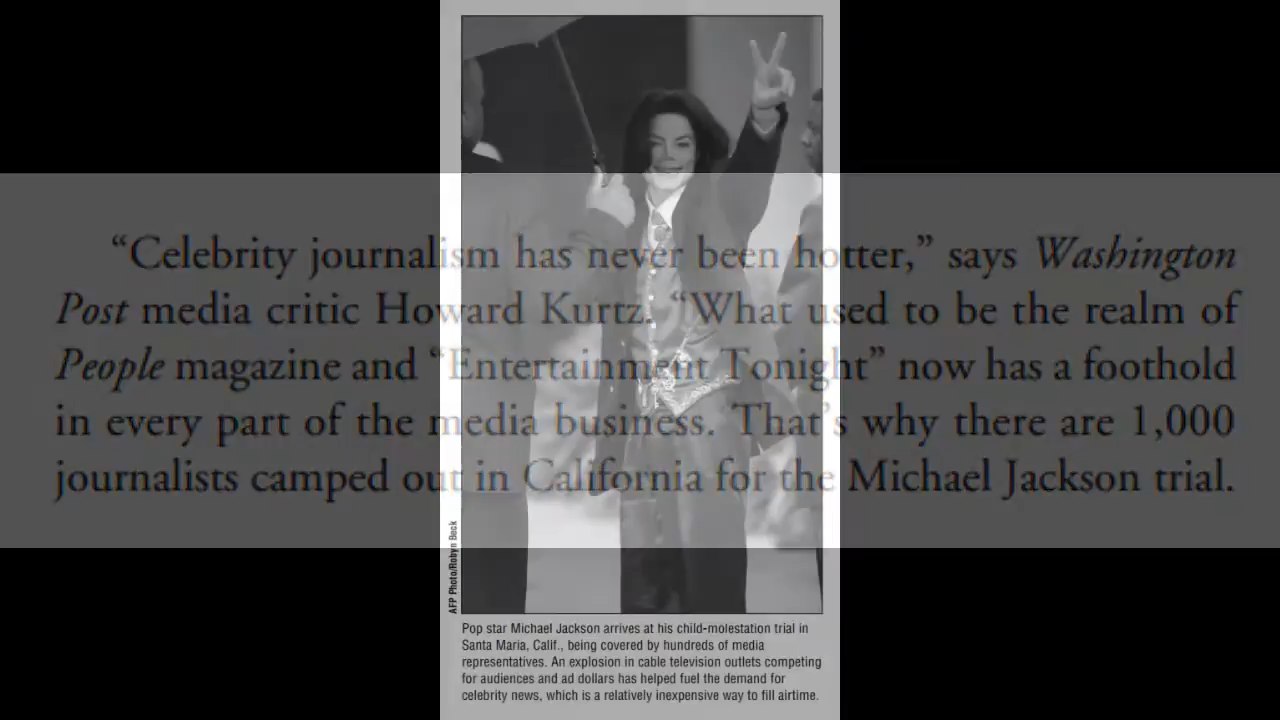 “Celebrity journalism has never been hotter,” says Washington
Post media critic Howard Kurtz. “What used to be the realm of
People magazine and “Entertainment Tonight” now has a foothold
in every part of the media business. That’s why there are 1,000
journalists camped out in California for the Michael Jackson trial.
AFP Photo/Robyn Beck
Pop star Michael Jackson arrives at his child-molestation trial in
Santa Maria, Calif., being covered by hundreds of media
representatives. An explosion in cable television outlets competing
for audiences and ad dollars has helped fuel the demand for
celebrity news, which is a relatively inexpensive way to fill airtime.